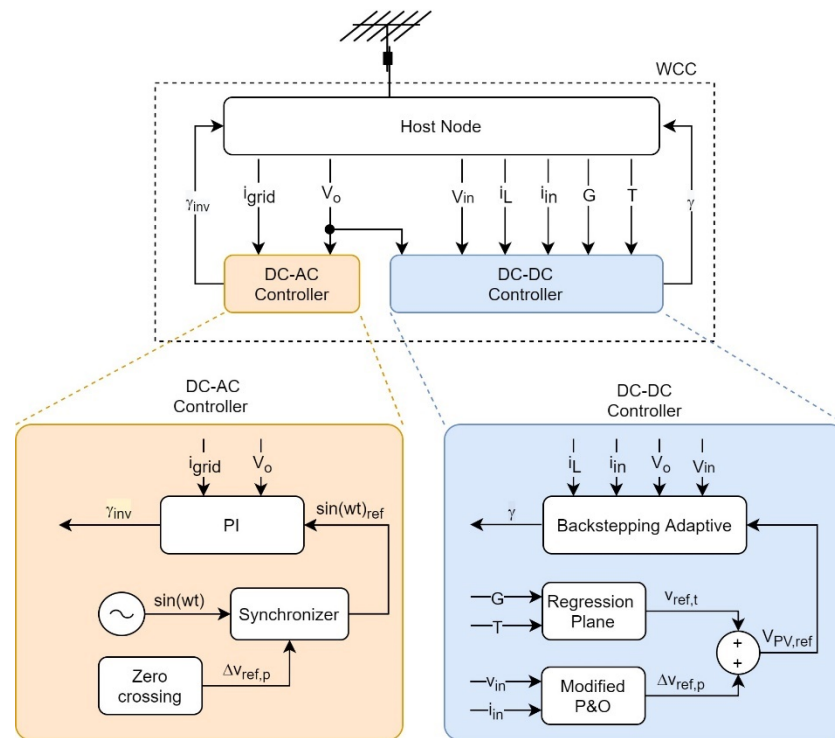 WCC
Host Node
γinv
igrid
Vo
Vin
iL
iin
G
T
γ
DC-AC
Controller
DC-DC
Controller
DC-AC
Controller
DC-DC
Controller
igrid
Vo
γinv
PI
sin(wt)ref
sin(wt)
Synchronizer
Zero
crossing
Δvref,p
iL
iin
Vo
Vin
γ
Backstepping Adaptive
G
T
Regression
Plane
vref,t
+
+
VPV,ref
vin
iin
Modified
P&O
Δvref,p